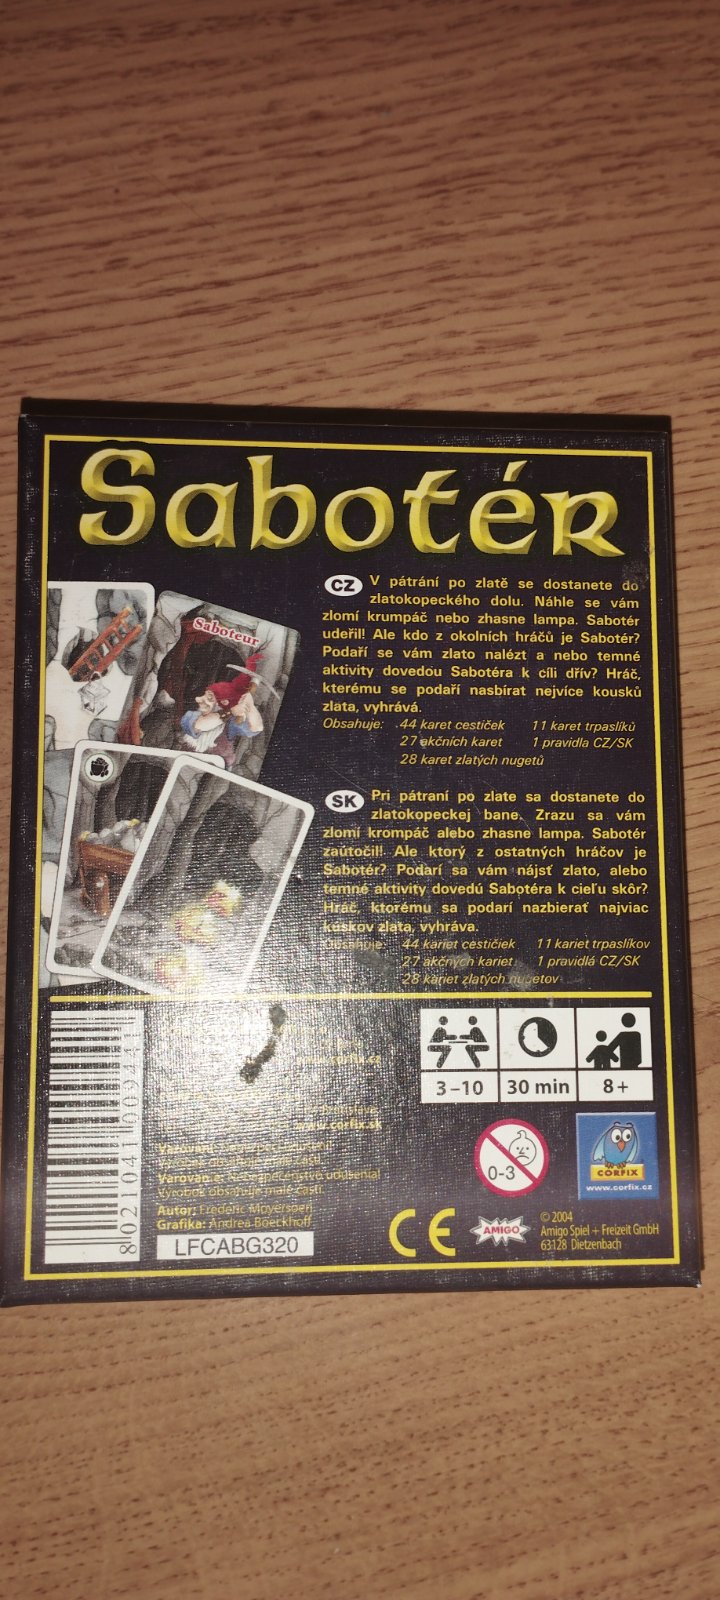 Sabotér
Saboteur
CZ V pátrání po zlatě se dostanete do
zlatokopeckého dolu. Náhle se vám
zlomí krumpáč nebo zhasne lampa. Sabotér
udeřil! Ale kdo z okolních hráčů je Sabotér?
Podaří se vám zlato nalézt a nebo temné
aktivity dovedou Sabotéra k cíli dřív? Hráč,
kterému se podaří nasbírat nejvíce kousků
zlata, vyhrává.
Obsahuje: 44 karet cestiček 11 karet trpaslíků
27 akčních karet 1 pravidla CZ/SK
28 karet zlatých nugetů
SK Pri pátraní po zlate sa dostanete do
zlatokopeckej bane. Zrazu sa vám
zlomí krompáč alebo zhasne lampa. Sabotér
zaútočil! Ale ktorý z ostatných hráčov je
Sabotér? Podarí sa vám nájsť zlato, alebo
temné aktivity dovedú Sabotéra k cieľu skôr?
Hráč, ktorému sa podarí nazbierať najviac
kúskov zlata, vyhráva.
Obsahuje: 44 kariet cestičiek 11 kariet trpaslíkov
27 akčných kariet 1 pravidlá CZ/SK
28 kariet zlatých nugetov
www.corfix.cz
www.corfix.sk
Výrobok obsahuje malé časti
Autor: Frederic Moyersoen
Grafika: Andrea Boeckhoff
LFCABG320
3-10 30 min 8+
0-3
CORFIX
www.corfix.cz
CE
AMIGO
© 2004
Amigo Spiel + Freizeit GmbH
63128 Dietzenbach